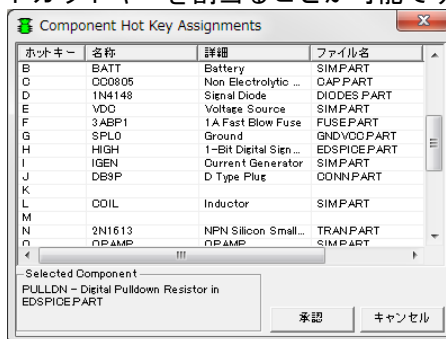 トカットキーを割当ることが可能です
Component Hot Key Assignments
ホットキー 名称 詳細 ファイル名
B BATT Battery SIM.PART
C CC0805 Non Electrolytic ... CAP.PART
D 1N4148 Signal Diode DIODES.PART
E VDC Voltage Source SIM.PART
F 3ABP1 1A Fast Blow Fuse FUSE.PART
G SPL0 Ground GNDVCC.PART
H HIGH 1-Bit Digital Sign... EDSPICE.PART
I IGEN Current Generator SIM.PART
J DB9P D Type Plug CONN.PART
K
L COIL Inductor SIM.PART
M
N 2N1613 NPN Silicon Small... TRAN.PART
O OPAMP OPAMP SIM.PART
Selected Component
PULLDN - Digital Pulldown Resistor in
EDSPICE.PART
承認 キャンセル